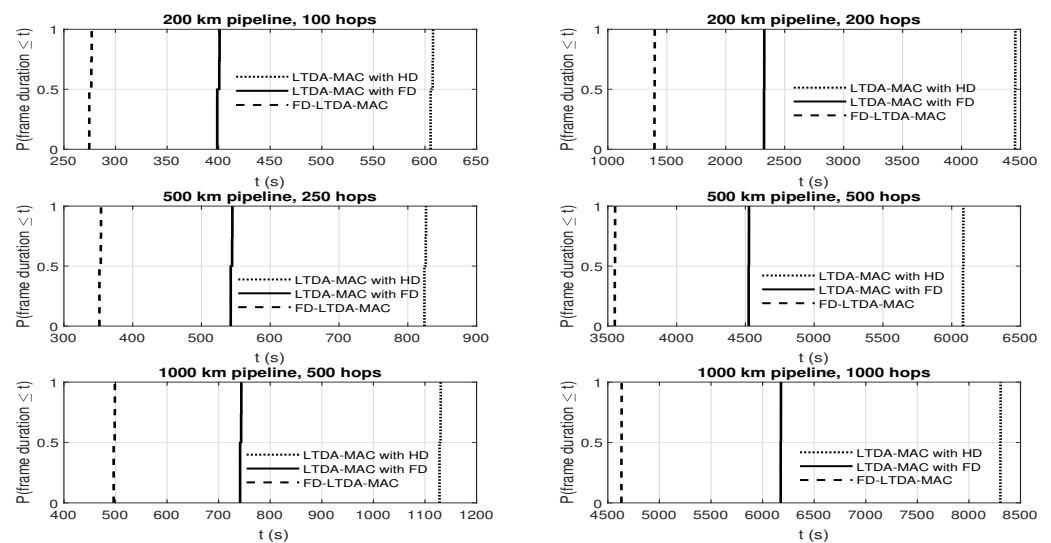 200 km pipeline, 100 hops
P(frame duration ≤ t)
1
0.5
0
LTDA-MAC with HD
LTDA-MAC with FD
FD-LTDA-MAC
250 300 350 400 450 500 550 600 650
t (s)
200 km pipeline, 200 hops
P(frame duration ≤ t)
1
0.5
0
LTDA-MAC with HD
LTDA-MAC with FD
FD-LTDA-MAC
1000 1500 2000 2500 3000 3500 4000 4500
t (s)
500 km pipeline, 250 hops
P(frame duration ≤ t)
1
0.5
0
LTDA-MAC with HD
LTDA-MAC with FD
FD-LTDA-MAC
300 400 500 600 700 800 900
t (s)
500 km pipeline, 500 hops
P(frame duration ≤ t)
1
0.5
0
LTDA-MAC with HD
LTDA-MAC with FD
FD-LTDA-MAC
3500 4000 4500 5000 5500 6000 6500
t (s)
1000 km pipeline, 500 hops
P(frame duration ≤ t)
1
0.5
0
LTDA-MAC with HD
LTDA-MAC with FD
FD-LTDA-MAC
400 500 600 700 800 900 1000 1100 1200
t (s)
1000 km pipeline, 1000 hops
P(frame duration ≤ t)
1
0.5
0
LTDA-MAC with HD
LTDA-MAC with FD
FD-LTDA-MAC
4500 5000 5500 6000 6500 7000 7500 8000 8500
t (s)